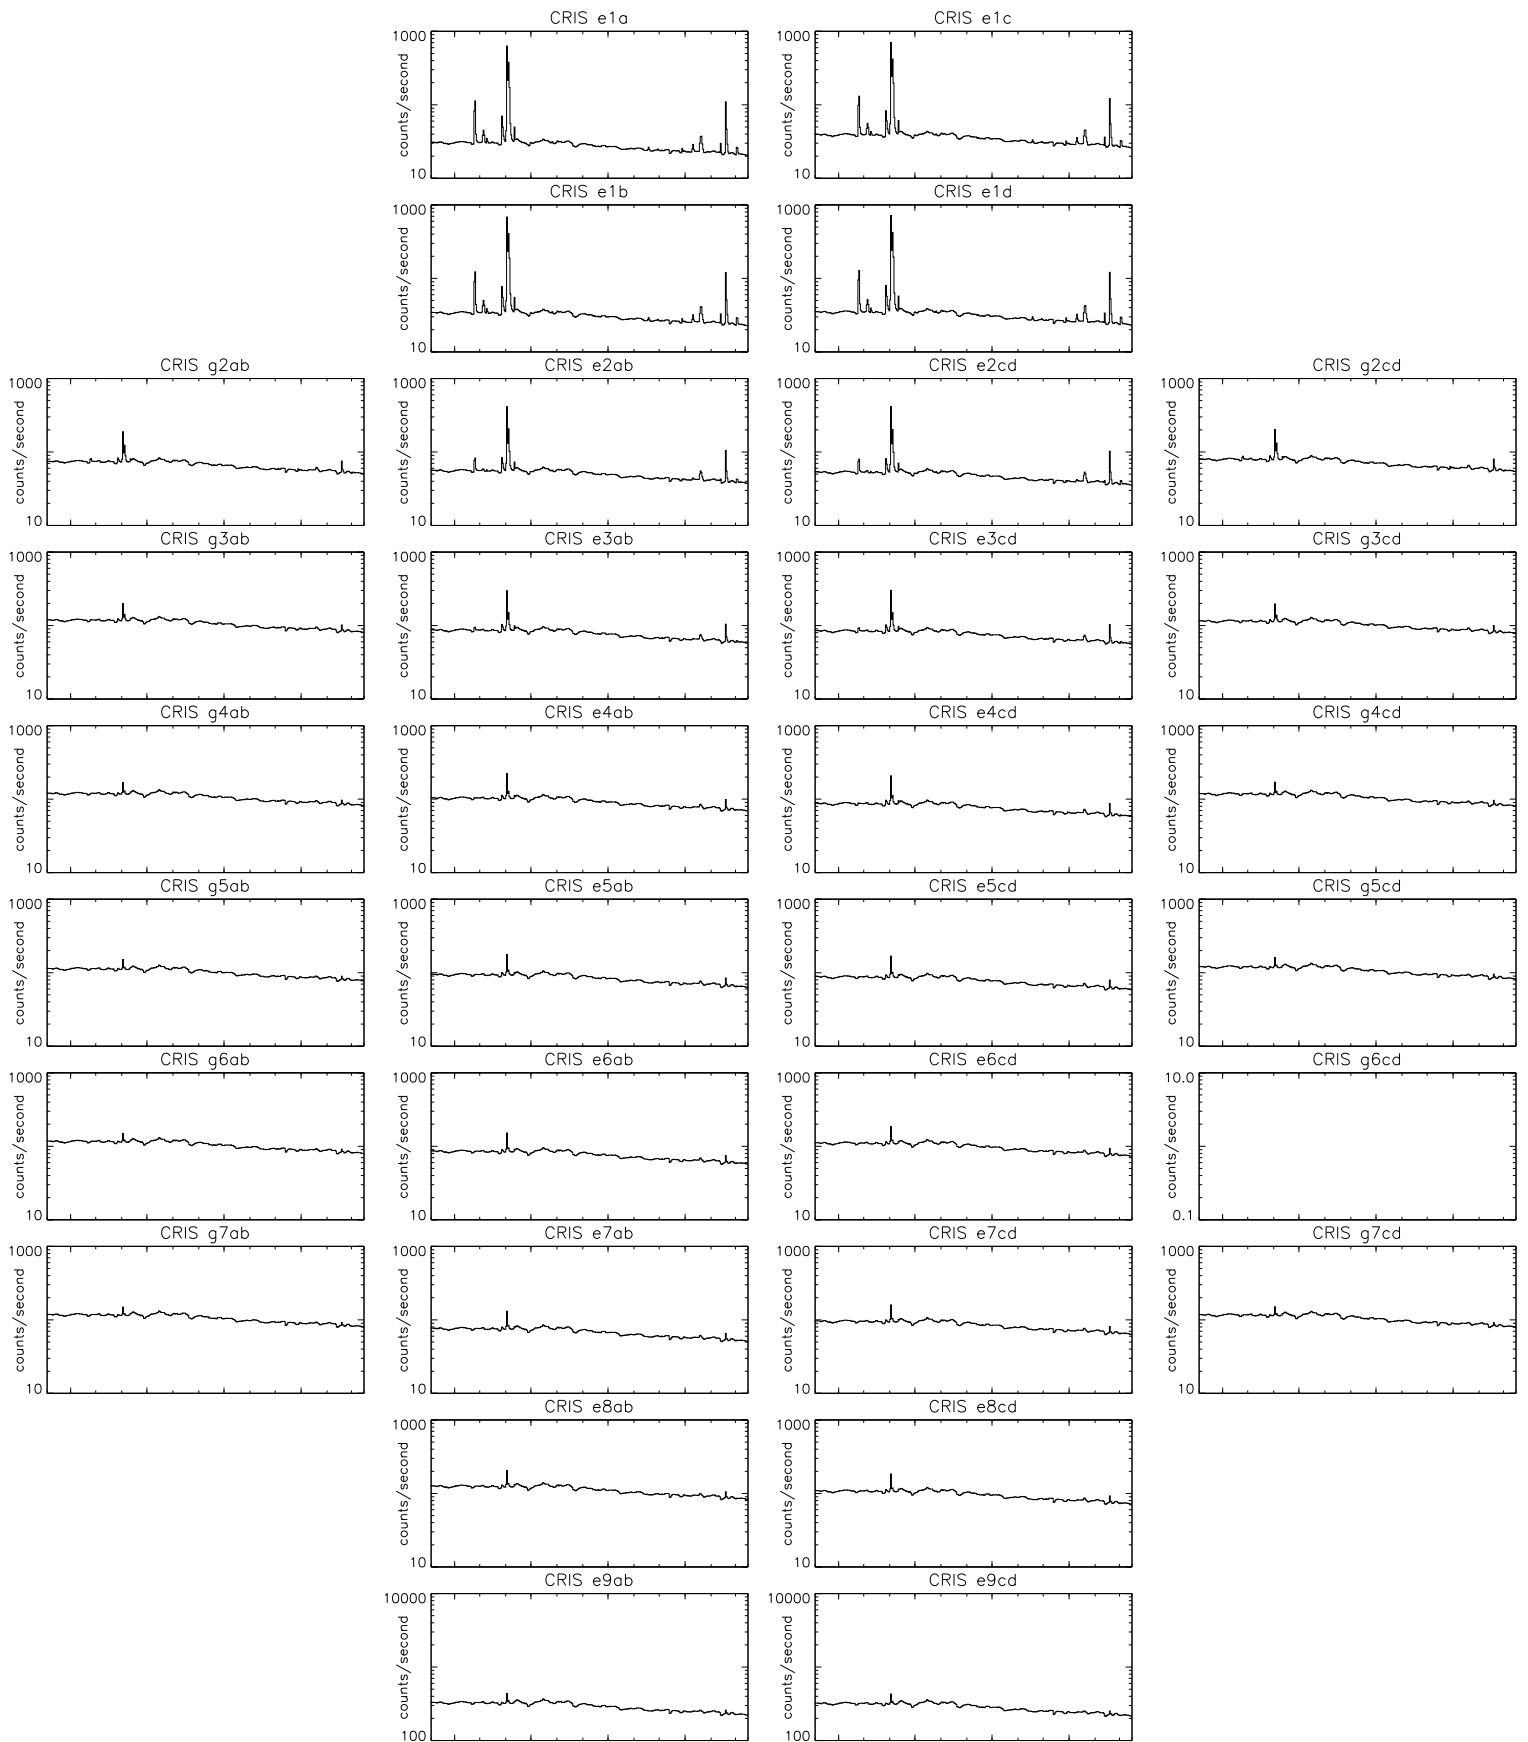 CRIS e1a CRIS e1c
1000 1000
counts/second counts/second
10 10
CRIS e1b CRIS e1d
1000 1000
counts/second counts/second
10 10
CRIS g2ab CRIS e2ab CRIS e2cd CRIS g2cd
1000 1000 1000 1000
counts/second counts/second counts/second counts/second
10 10 10 10
CRIS g3ab CRIS e3ab CRIS e3cd CRIS g3cd
1000 1000 1000 1000
counts/second counts/second counts/second counts/second
10 10 10 10
CRIS g4ab CRIS e4ab CRIS e4cd CRIS g4cd
1000 1000 1000 1000
counts/second counts/second counts/second counts/second
10 10 10 10
CRIS g5ab CRIS e5ab CRIS e5cd CRIS g5cd
1000 1000 1000 1000
counts/second counts/second counts/second counts/second
10 10 10 10
CRIS g6ab CRIS e6ab CRIS e6cd CRIS g6cd
1000 1000 1000 10.0
counts/second counts/second counts/second counts/second
10 10 10 0.1
CRIS g7ab CRIS e7ab CRIS e7cd CRIS g7cd
1000 1000 1000 1000
counts/second counts/second counts/second counts/second
10 10 10 10
CRIS e8ab CRIS e8cd
1000 1000
counts/second counts/second
10 10
CRIS e9ab CRIS e9cd
10000 10000
counts/second counts/second
100 100